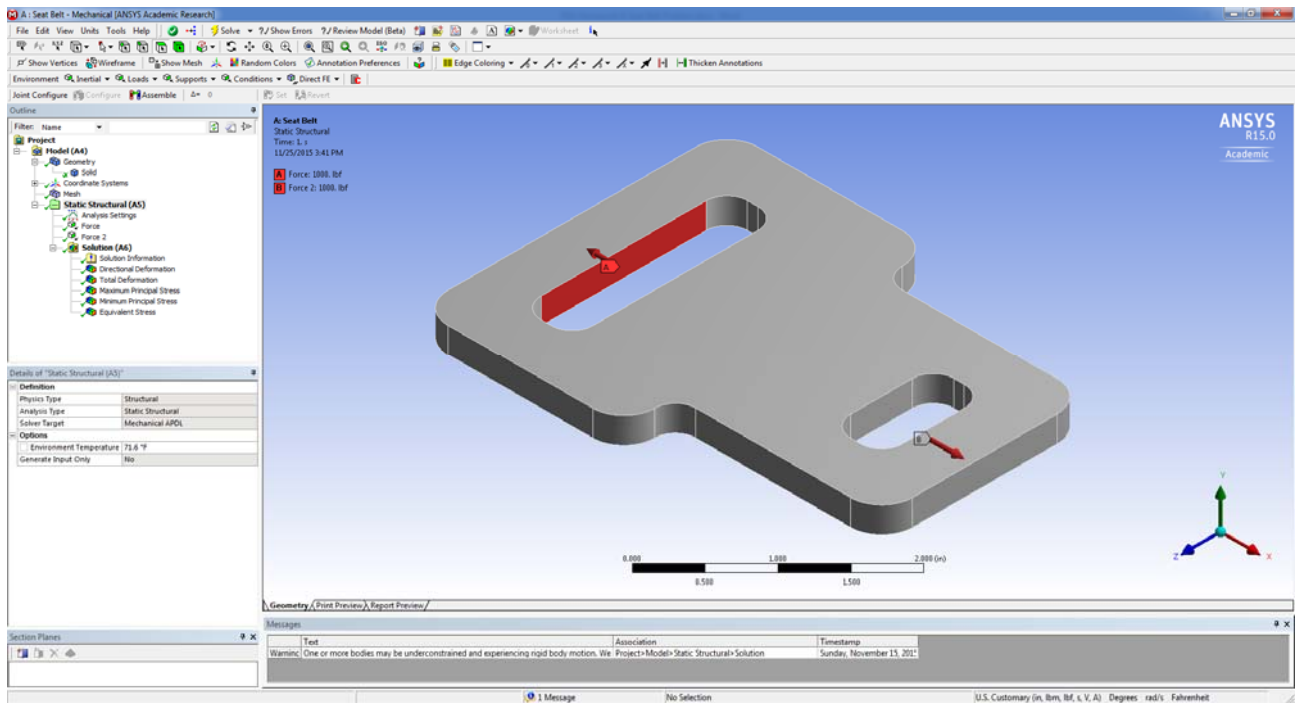 A : Seat Belt - Mechanical [ANSYS Academic Research]
File Edit View Units Tools Help Solve ?/ Show Errors ?/ Review Model (Beta) Worksheet
Show Vertices Wireframe Show Mesh Random Colors Annotation Preferences Edge Coloring Thicken Annotations
Environment Inertial Loads Supports Conditions Direct FE
Joint Configure Configure Assemble Δ= 0 Set Revert
Outline
Filter: Name
Project
Model (A4)
Geometry
Solid
Coordinate Systems
Mesh
Static Structural (A5)
Analysis Settings
Force
Force 2
Solution (A6)
Solution Information
Directional Deformation
Total Deformation
Maximum Principal Stress
Minimum Principal Stress
Equivalent Stress
Details of "Static Structural (A5)"
Definition
Physics Type Structural
Analysis Type Static Structural
Solver Target Mechanical APDL
Options
Environment Temperature 71.6 °F
Generate Input Only No
Section Planes
A: Seat Belt
Static Structural
Time: 1. s
11/25/2015 3:41 PM
A Force: 1000. lbf
B Force 2: 1000. lbf
ANSYS
R15.0
Academic
A
B
Y
Z X
0.000 1.000 2.000 (in)
0.500 1.500
Geometry Print Preview Report Preview
Messages
Text Association Timestamp
Warning One or more bodies may be underconstrained and experiencing rigid body motion. We Project>Model>Static Structural>Solution Sunday, November 15, 201
1 Message No Selection U.S. Customary (in, lbm, lbf, s, V, A) Degrees rad/s Fahrenheit